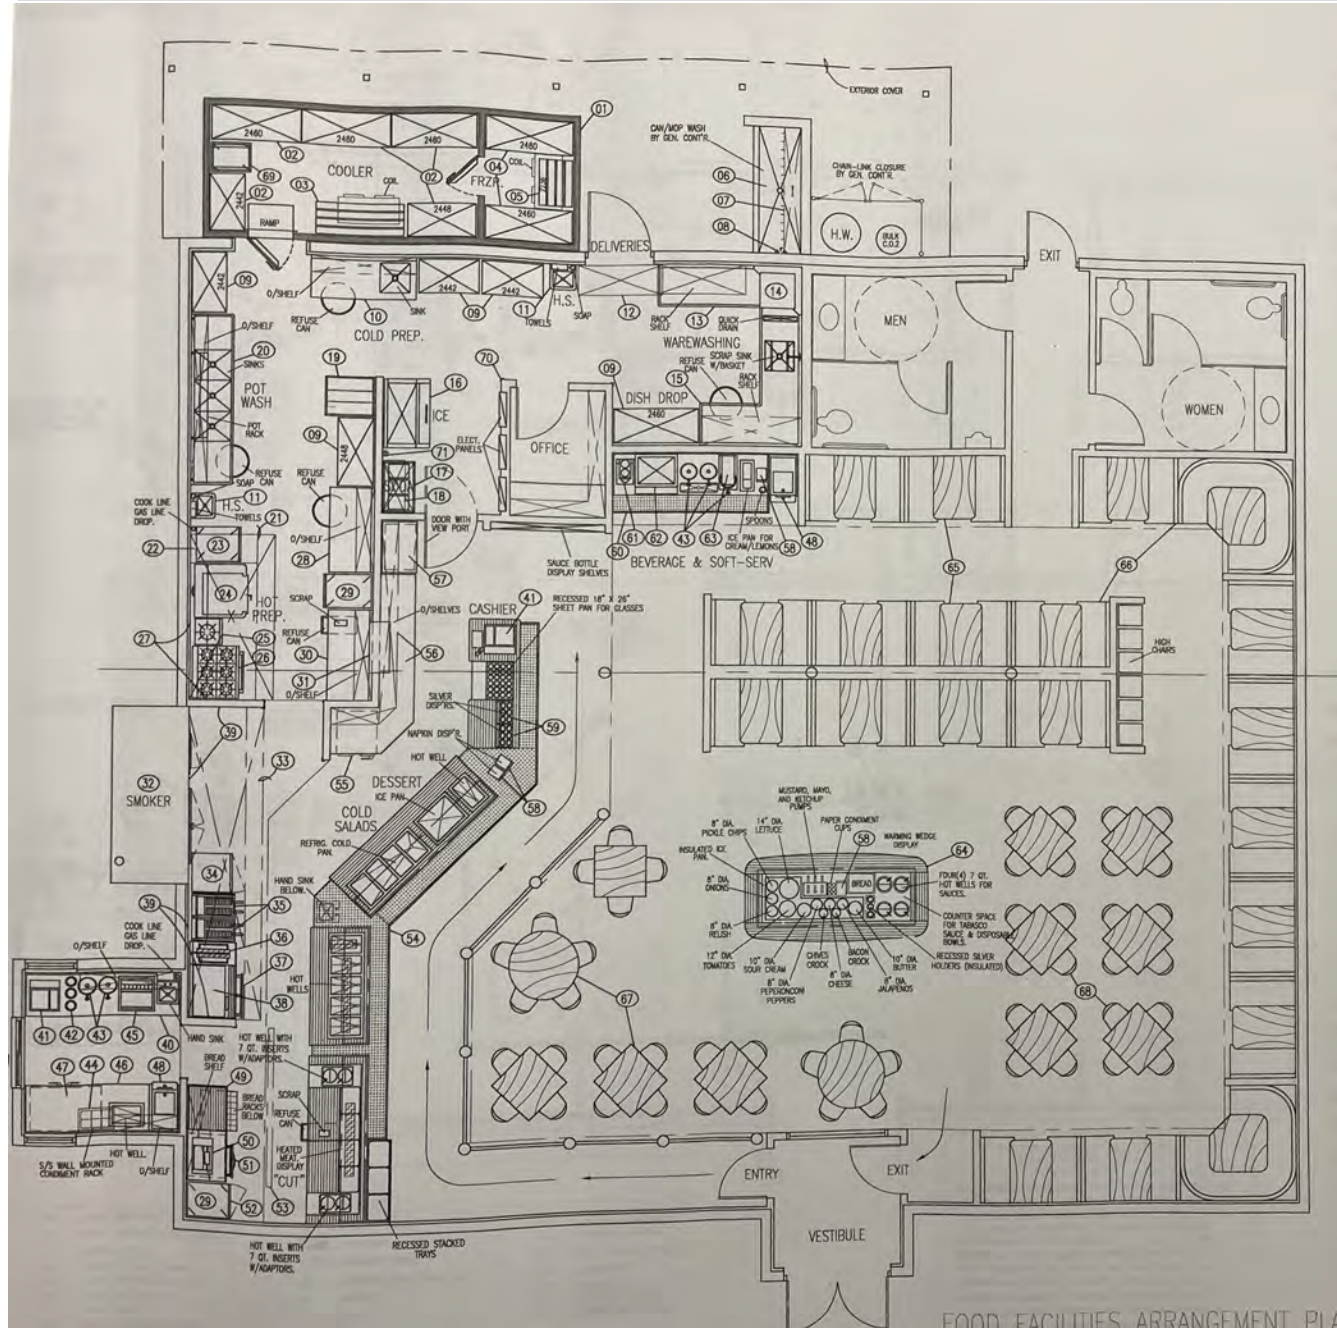 EXTERIOR COVER
01
CAN/MOP WASH
BY GEN. CONT'R.
CHAIN-LINK CLOSURE
BY GEN. CONT'R.
2460
2460
2460
2460
02
02
02
69
COOLER
COIL
03
04
FRZR.
COIL
05
06
07
08
02
2442
RAMP
2448
2460
DELIVERIES
H.W.
BULK
C.O.2
EXIT
2442
09
O/SHELF
REFUSE
CAN
10
SINK
COLD PREP.
2442
09
2442
11
TOWELS
H.S.
SOAP
12
RACK
SHELF
13
14
QUICK
DRAIN
WAREWASHING
MEN
WOMEN
O/SHELF
20
SINKS
POT
WASH
POT
RACK
19
16
ICE
70
ELECT.
PANELS
OFFICE
09
DISH DROP
2460
REFUSE
CAN
15
SCRAP SINK
W/BASKET
RACK
SHELF
09
2448
71
17
18
REFUSE
CAN
SOAP
11
H.S.
TOWELS
REFUSE
CAN
COOK LINE
GAS LINE
DROP.
21
22
23
24
HOT
PREP.
25
26
27
O/SHELF
28
29
SCRAP
REFUSE
CAN
30
31
O/SHELF
DOOR WITH
VIEW PORT
57
O/SHELVES
56
SAUCE BOTTLE
DISPLAY SHELVES
60
61
62
43
63
SPOONS
ICE PAN FOR
CREAM/LEMONS
58
48
BEVERAGE & SOFT-SERV
65
66
CASHIER
41
RECESSED 18" X 26"
SHEET PAN FOR GLASSES
HIGH
CHAIRS
SILVER
DISP'RS.
59
NAPKIN DISP'R.
HOT WELL
58
55
DESSERT
ICE PAN.
COLD
SALADS
REFRIG. COLD
PAN.
32
SMOKER
39
33
34
35
36
37
38
39
HAND SINK
BELOW.
54
HOT
WELLS
COOK LINE
GAS LINE
DROP.
O/SHELF
41
42
43
45
40
HAND SINK
47
44
46
48
HOT WELL
O/SHELF
S/S WALL MOUNTED
CONDIMENT RACK
BREAD
SHELF
49
BREAD
RACKS
BELOW
50
51
29
52
53
HOT WELL WITH
7 QT. INSERTS
W/ADAPTORS.
SCRAP
REFUSE
CAN
HEATED
MEAT
DISPLAY
"CUT"
HOT WELL WITH
7 QT. INSERTS
W/ADAPTORS.
RECESSED STACKED
TRAYS
MUSTARD, MAYO,
AND KETCHUP
PUMPS
8" DIA.
PICKLE CHIPS
14" DIA.
LETTUCE
PAPER CONDIMENT
CUPS
58
WARMING WEDGE
DISPLAY
64
INSULATED ICE
PAN.
8" DIA.
ONIONS
BREAD
FOUR(4) 7 QT.
HOT WELLS FOR
SAUCES.
COUNTER SPACE
FOR TABASCO
SAUCE & DISPOSABLE
BOWLS.
8" DIA.
RELISH
12" DIA.
TOMATOES
10" DIA.
SOUR CREAM
8" DIA.
PEPERONCONI
PEPPERS
CHIVES
CROCK
8" DIA.
CHEESE
BACON
CROCK
8" DIA.
JALAPENOS
10" DIA.
BUTTER
RECESSED SILVER
HOLDERS (INSULATED)
67
68
ENTRY
EXIT
VESTIBULE
FOOD FACILITIES ARRANGEMENT